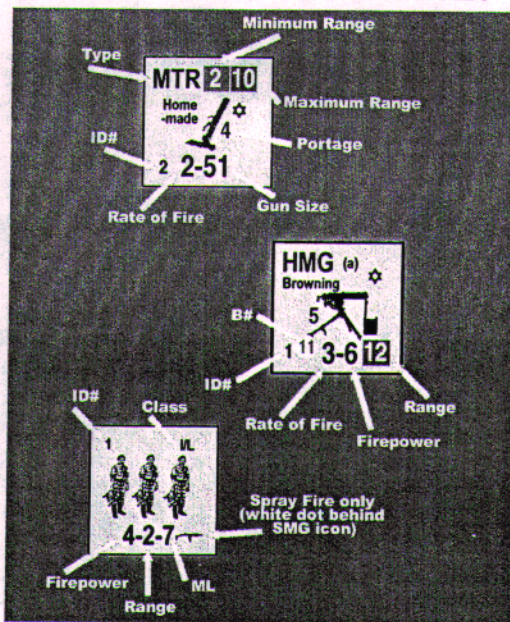 Minimum Range
Type
MTR 2 10
Home
-made
Maximum Range
4
ID#
Portage
2 2-51
Rate of Fire
Gun Size
HMG (a)
Browning
B#
5
1 11 3-6 12
ID#
Range
Rate of Fire
Firepower
ID#
Class
1 I/L
Spray Fire only
(white dot behind
SMG icon)
4-2-7
Firepower
ML
Range